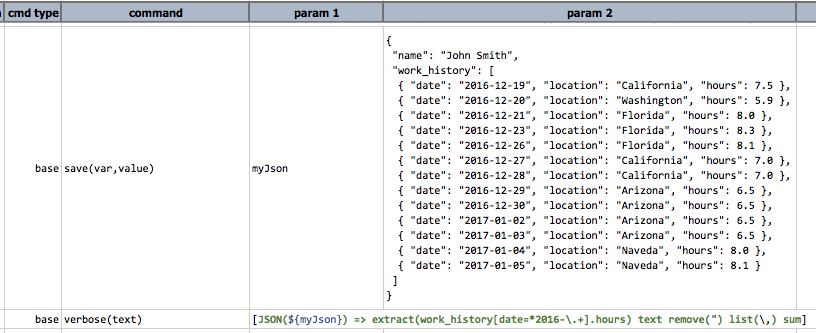 cmd type command param 1 param 2
{
"name": "John Smith",
"work_history": [
{ "date": "2016-12-19", "location": "California", "hours": 7.5 },
{ "date": "2016-12-20", "location": "Washington", "hours": 5.9 },
{ "date": "2016-12-21", "location": "Florida", "hours": 8.0 },
{ "date": "2016-12-23", "location": "Florida", "hours": 8.3 },
{ "date": "2016-12-26", "location": "Florida", "hours": 8.1 },
{ "date": "2016-12-27", "location": "California", "hours": 7.0 },
base save(var,value) myJson { "date": "2016-12-28", "location": "California", "hours": 7.0 },
{ "date": "2016-12-29", "location": "Arizona", "hours": 6.5 },
{ "date": "2016-12-30", "location": "Arizona", "hours": 6.5 },
{ "date": "2017-01-02", "location": "Arizona", "hours": 6.5 },
{ "date": "2017-01-03", "location": "Arizona", "hours": 6.5 },
{ "date": "2017-01-04", "location": "Naveda", "hours": 8.0 },
{ "date": "2017-01-05", "location": "Naveda", "hours": 8.1 }
]
}
base verbose(text) [JSON(${myJson}) => extract(work_history[date=*2016-\.+].hours) text remove(") list(\,) sum]